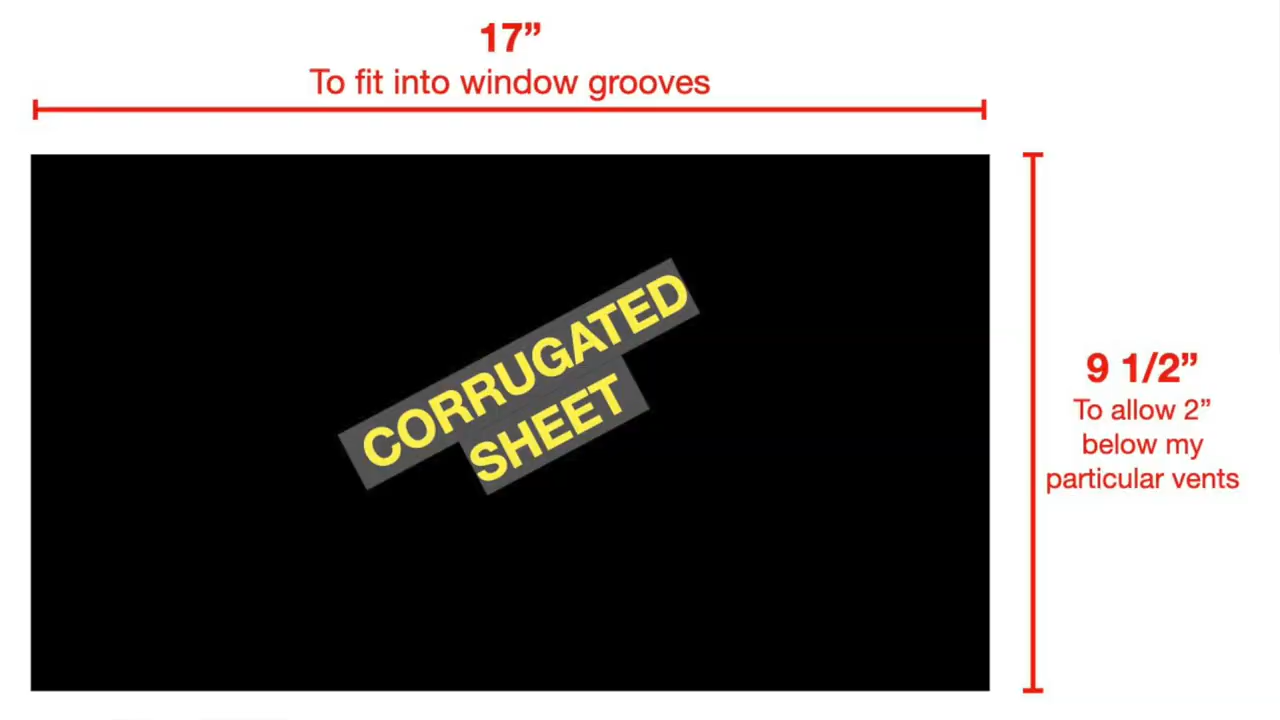 17”
To fit into window grooves
CORRUGATED
SHEET
9 1/2”
To allow 2”
below my
particular vents